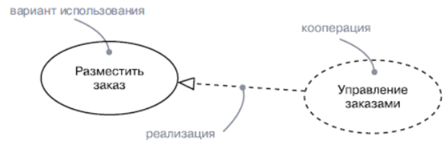 вариант использования
кооперация
Разместить
заказ
Управление
заказами
реализация